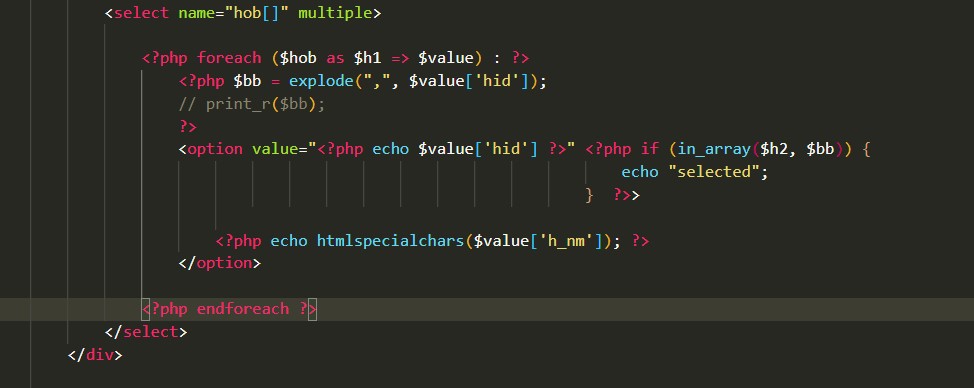 <select name="hob[]" multiple>
<?php foreach ($hob as $h1 => $value) : ?>
<?php $bb = explode(",", $value['hid']);
// print_r($bb);
?>
<option value="<?php echo $value['hid'] ?>" <?php if (in_array($h2, $bb)) {
echo "selected";
}  ?>>
<?php echo htmlspecialchars($value['h_nm']); ?>
</option>
<?php endforeach ?>
</select>
</div>